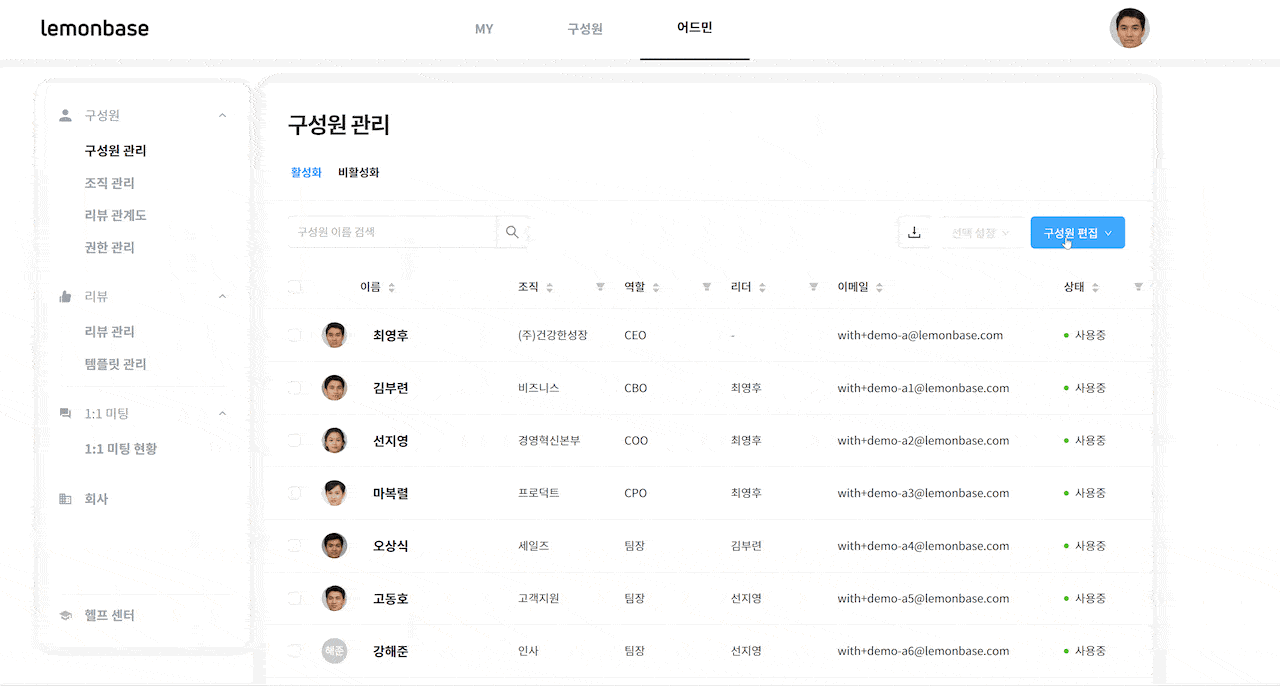 lemonbase
MY 구성원 어드민
구성원
구성원 관리
조직 관리
리뷰 관계도
권한 관리
리뷰
리뷰 관리
템플릿 관리
1:1 미팅
1:1 미팅 현황
회사
헬프 센터
구성원 관리
활성화 비활성화
구성원 이름 검색 선택 설정 구성원 편집
이름 조직 역할 리더 이메일 상태
최영후 (주)건강한성장 CEO - with+demo-a@lemonbase.com 사용중
김부련 비즈니스 CBO 최영후 with+demo-a1@lemonbase.com 사용중
선지영 경영혁신본부 COO 최영후 with+demo-a2@lemonbase.com 사용중
마복렬 프로덕트 CPO 최영후 with+demo-a3@lemonbase.com 사용중
오상식 세일즈 팀장 김부련 with+demo-a4@lemonbase.com 사용중
고동호 고객지원 팀장 선지영 with+demo-a5@lemonbase.com 사용중
해준 강해준 인사 팀장 선지영 with+demo-a6@lemonbase.com 사용중